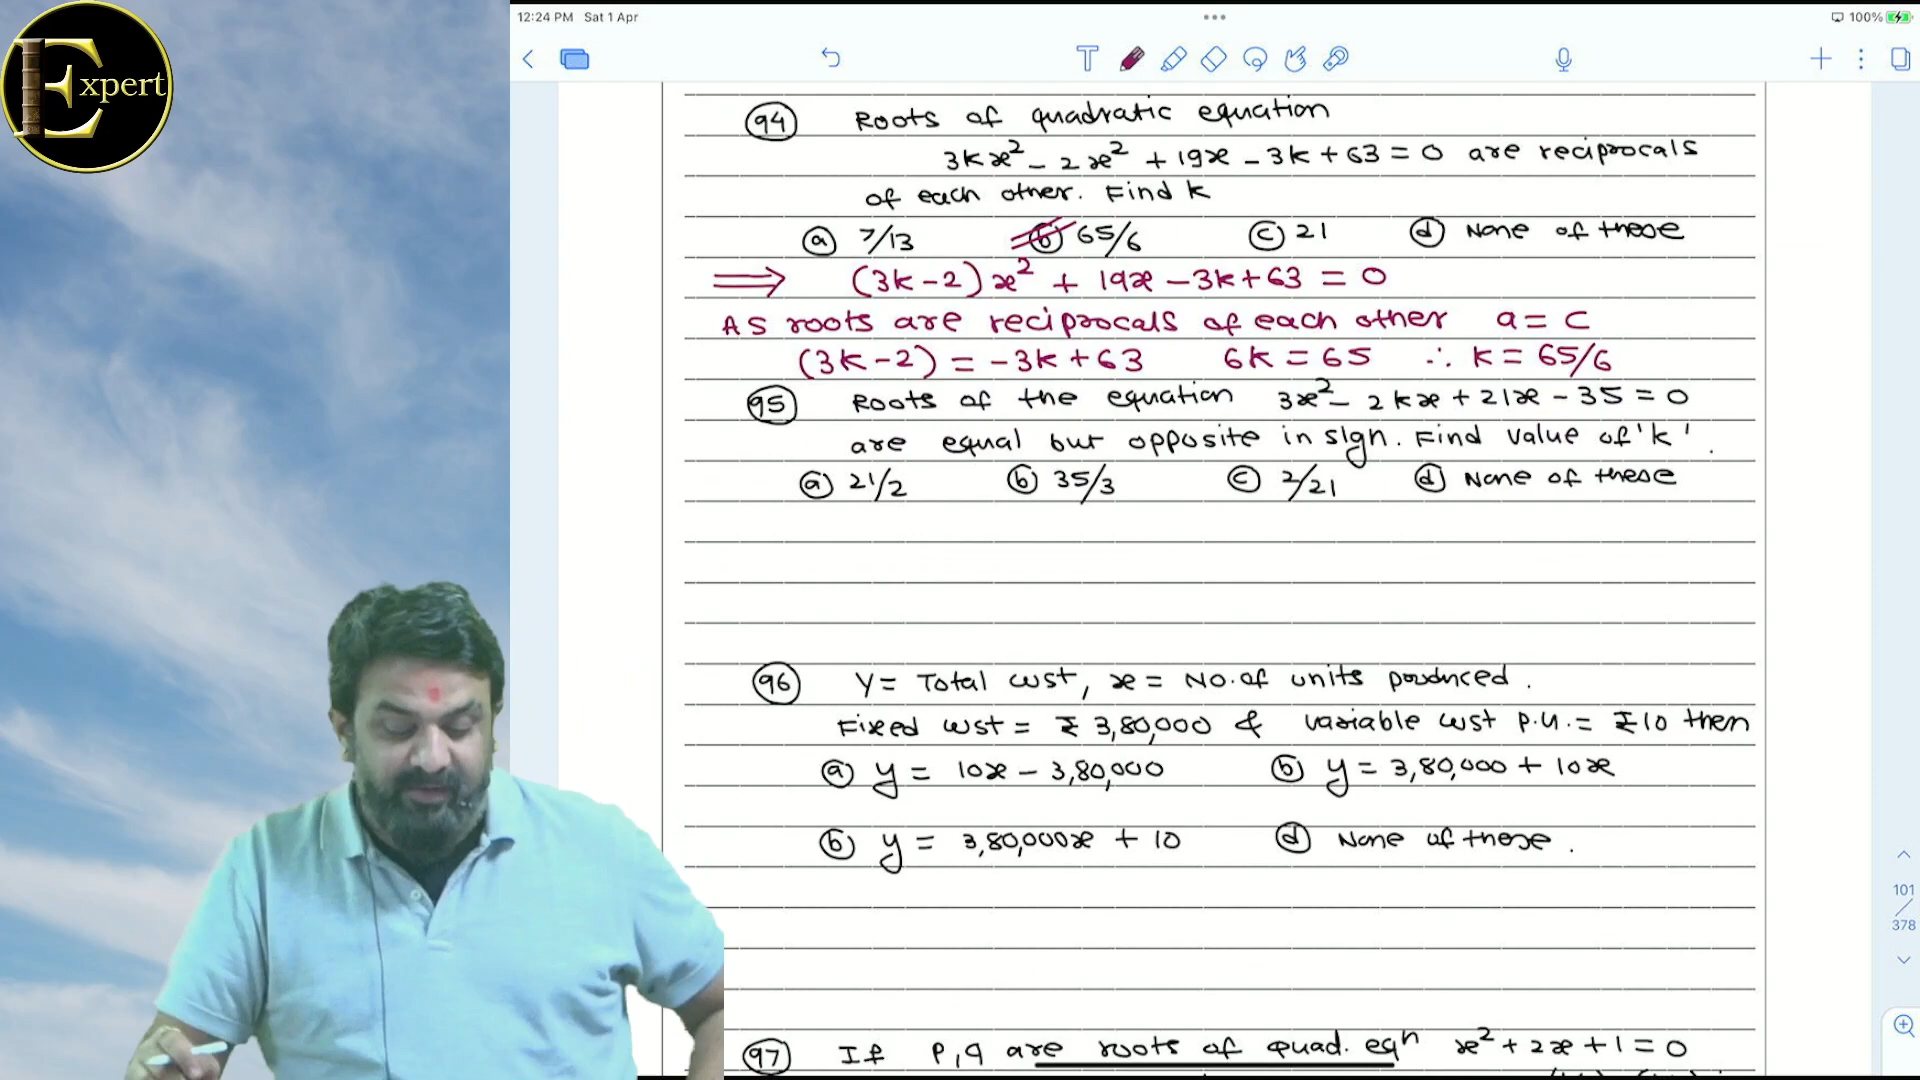 Expert
12:24 PM Sat 1 Apr
100%
94 Roots of quadratic equation
3kx² - 2x² + 19x - 3k + 63 = 0 are reciprocals
of each other. Find k
a 7/13 b 65/6 c 21 d None of these
⟹ (3k-2)x² + 19x - 3k + 63 = 0
AS roots are reciprocals of each other a = c
(3k-2) = -3k + 63 6k = 65 ∴ k = 65/6
95 Roots of the equation 3x² - 2kx + 21x - 35 = 0
are equal but opposite in sign. Find value of 'k'.
a 21/2 b 35/3 c 2/21 d None of these
96 Y = Total cost, x = No. of units produced.
Fixed cost = ₹ 3,80,000 & variable cost p.u. = ₹10 then
a y = 10x - 3,80,000 b y = 3,80,000 + 10x
b y = 3,80,000x + 10 d None of these.
101
/
378
97 If P,q are roots of quad. eqⁿ x² + 2x + 1 = 0